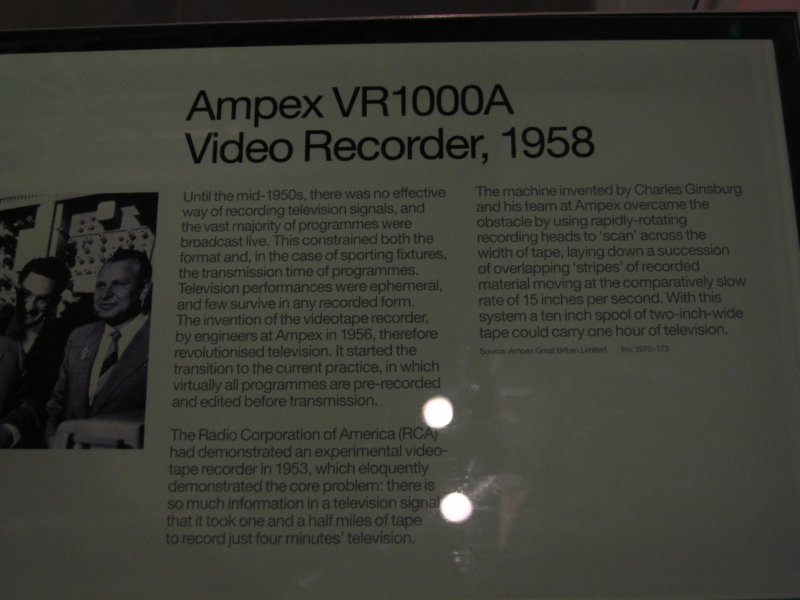 Ampex VR1000A
Video Recorder, 1958
Until the mid-1950s, there was no effective
way of recording television signals, and
the vast majority of programmes were
broadcast live. This constrained both the
format and, in the case of sporting fixtures,
the transmission time of programmes.
Television performances were ephemeral,
and few survive in any recorded form.
The invention of the videotape recorder,
by engineers at Ampex in 1956, therefore
revolutionised television. It started the
transition to the current practice, in which
virtually all programmes are pre-recorded
and edited before transmission.
The Radio Corporation of America (RCA)
had demonstrated an experimental video-
tape recorder in 1953, which eloquently
demonstrated the core problem: there is
so much information in a television signal
that it took one and a half miles of tape
to record just four minutes' television.
The machine invented by Charles Ginsburg
and his team at Ampex overcame the
obstacle by using rapidly-rotating
recording heads to 'scan' across the
width of tape, laying down a succession
of overlapping 'stripes' of recorded
material moving at the comparatively slow
rate of 15 inches per second. With this
system a ten inch spool of two-inch-wide
tape could carry one hour of television.
Source: Ampex Great Britain Limited. Inv. 1970–173